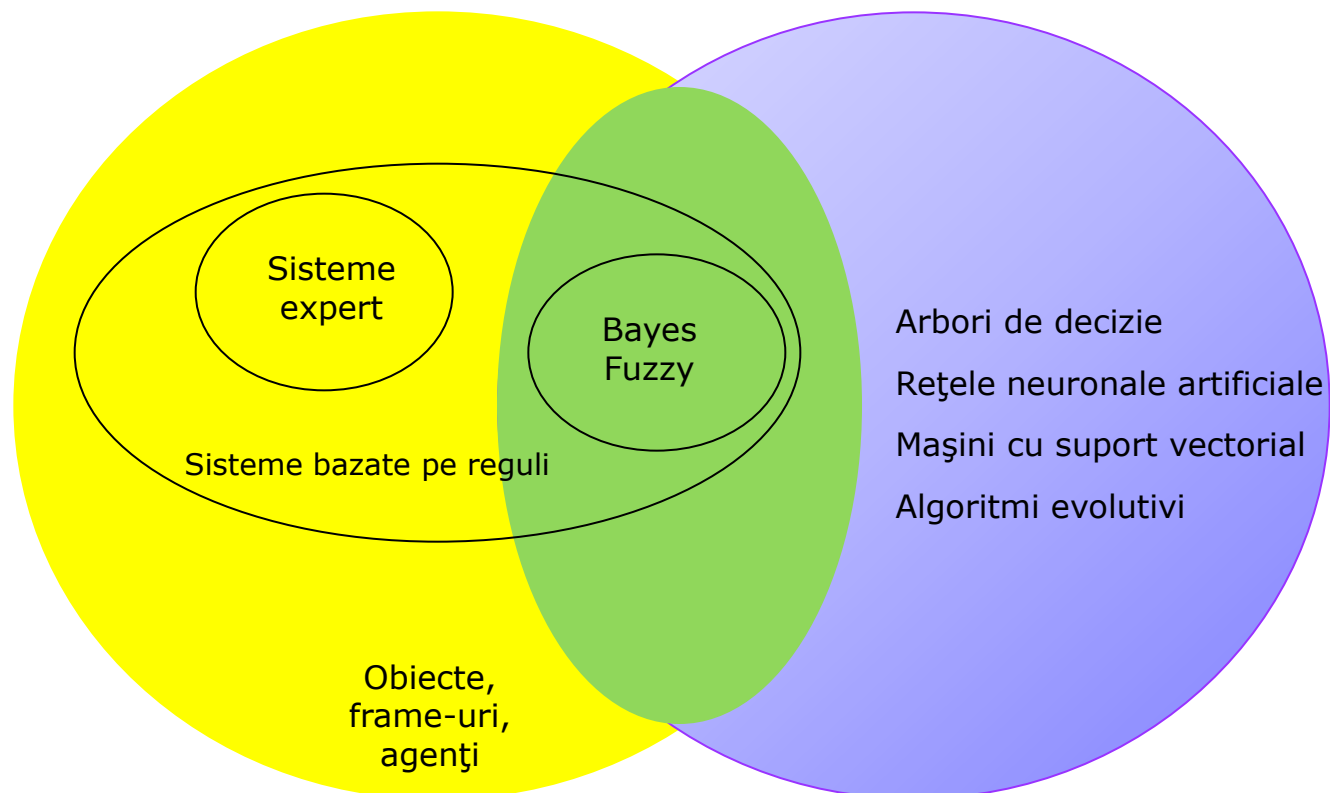 Sisteme
expert
Bayes
Fuzzy
Sisteme bazate pe reguli
Obiecte,
frame-uri,
agenţi
Arbori de decizie
Reţele neuronale artificiale
Maşini cu suport vectorial
Algoritmi evolutivi